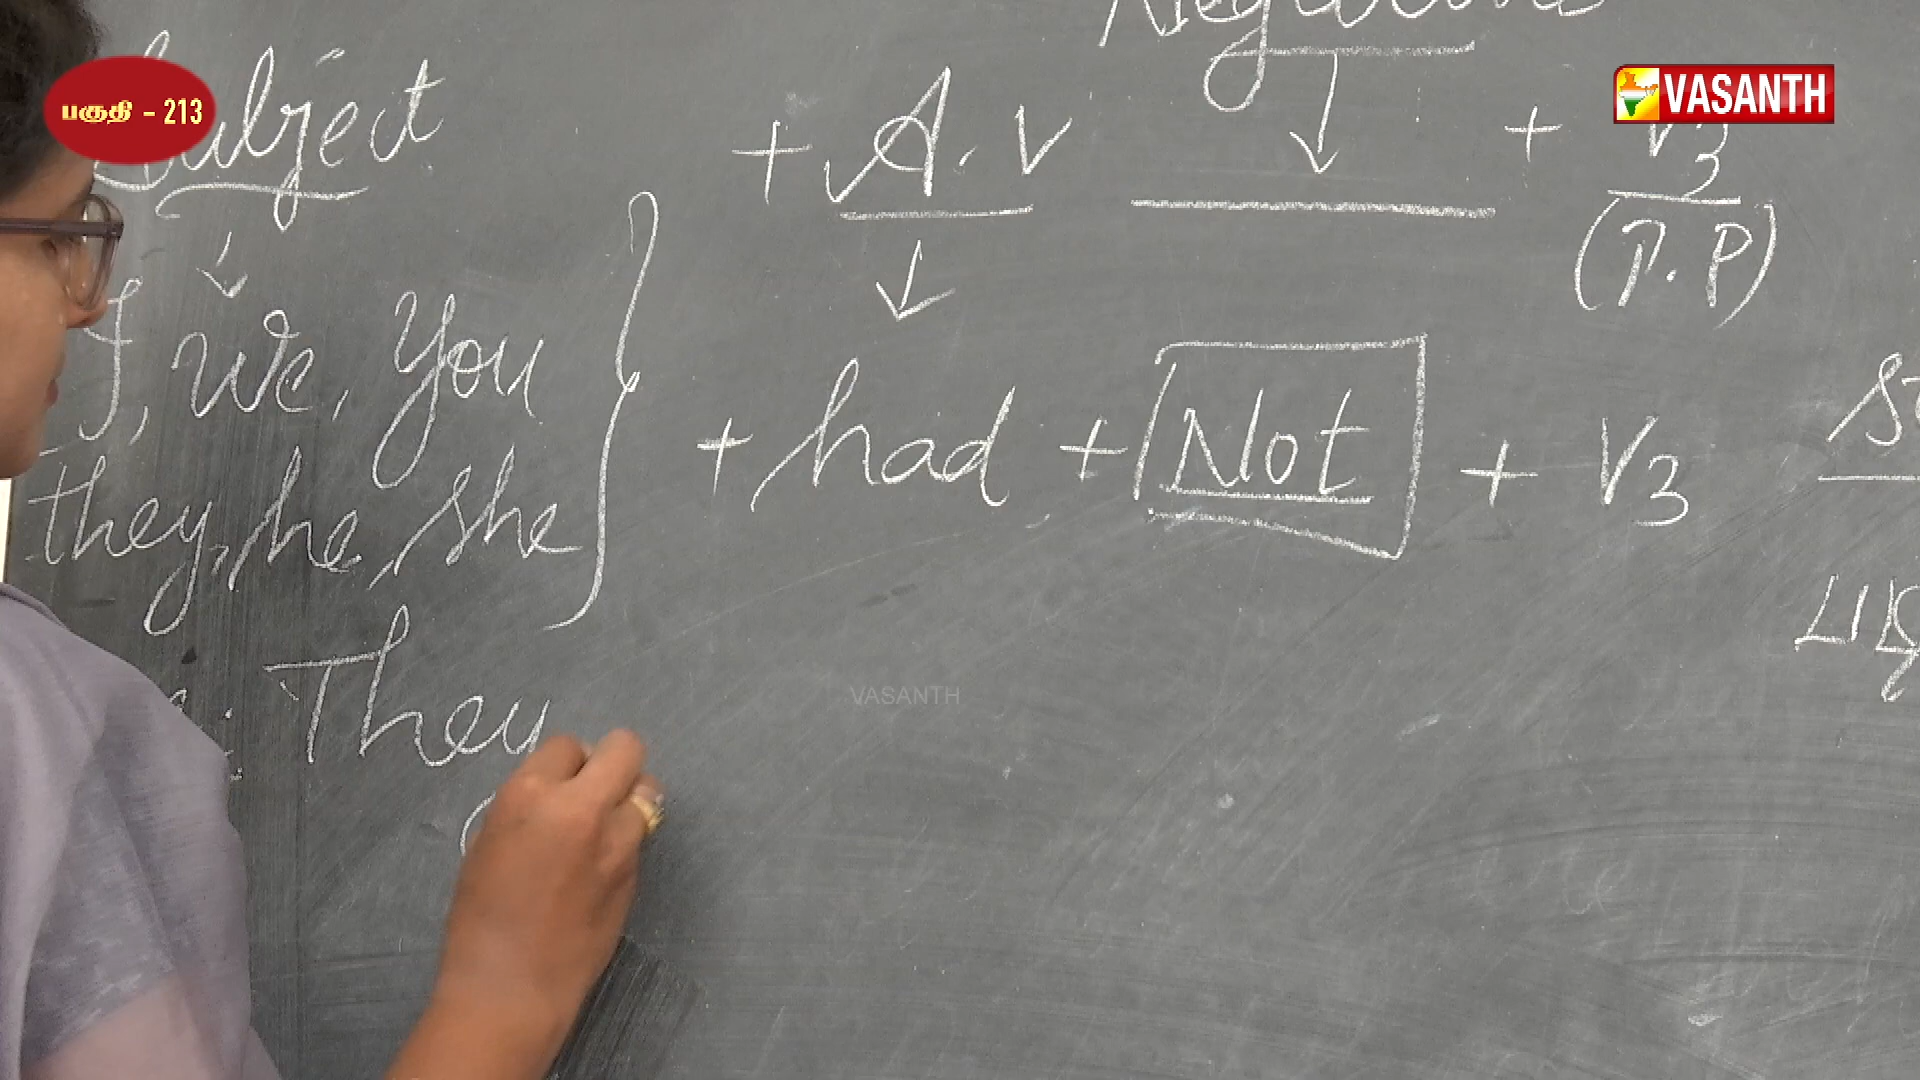 பகுதி - 213
VASANTH
Subject + A.V + V3
(P.P)
I, we, you
they, he, she
+ had + Not + V3
They
VASANTH